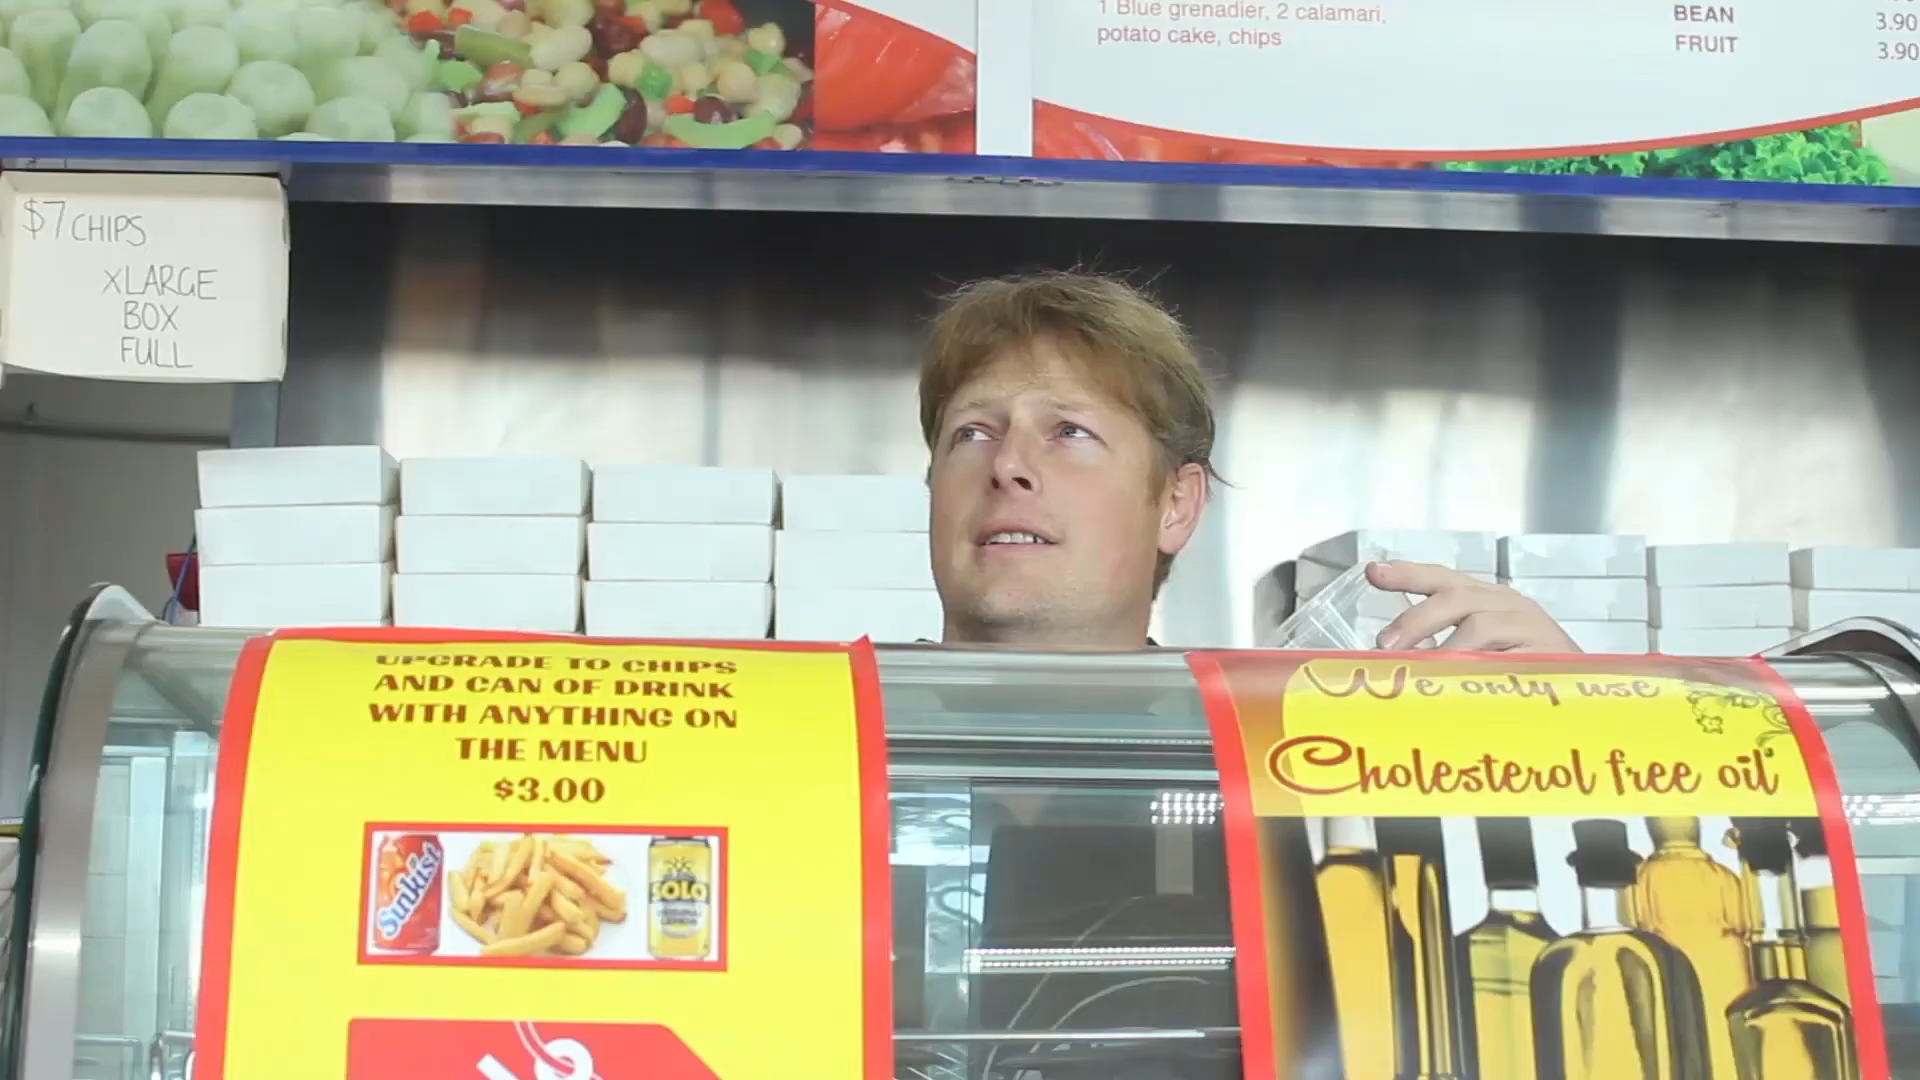 1 Blue grenadier, 2 calamari,
potato cake, chips
BEAN 3.90
FRUIT 3.90
$7 CHIPS
XLARGE
BOX
FULL
UPGRADE TO CHIPS
AND CAN OF DRINK
WITH ANYTHING ON
THE MENU
$3.00
Sunkist
SOLO
ORIGINAL
LEMON
We only use
Cholesterol free oil